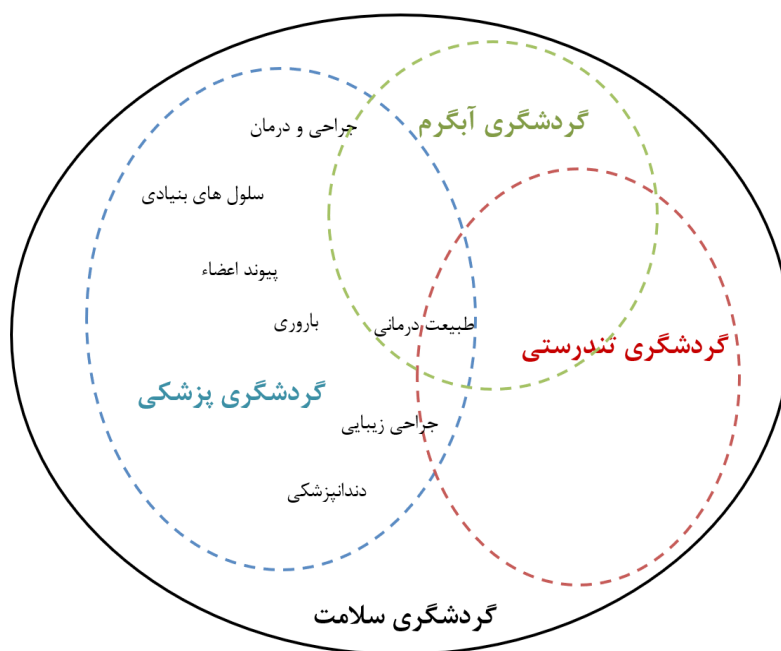 گردشگری آبگرم
جراحی و درمان
سلول های بنیادی
پیوند اعضاء
باروری
طبیعت درمانی
گردشگری تندرستی
گردشگری پزشکی
جراحی زیبایی
دندانپزشکی
گردشگری سلامت